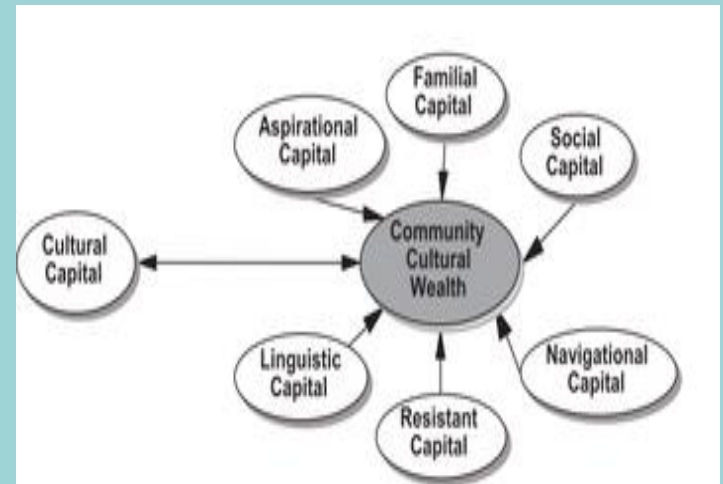 Familial
Capital
Aspirational
Capital
Social
Capital
Community
Cultural
Wealth
Cultural
Capital
Linguistic
Capital
Navigational
Capital
Resistant
Capital